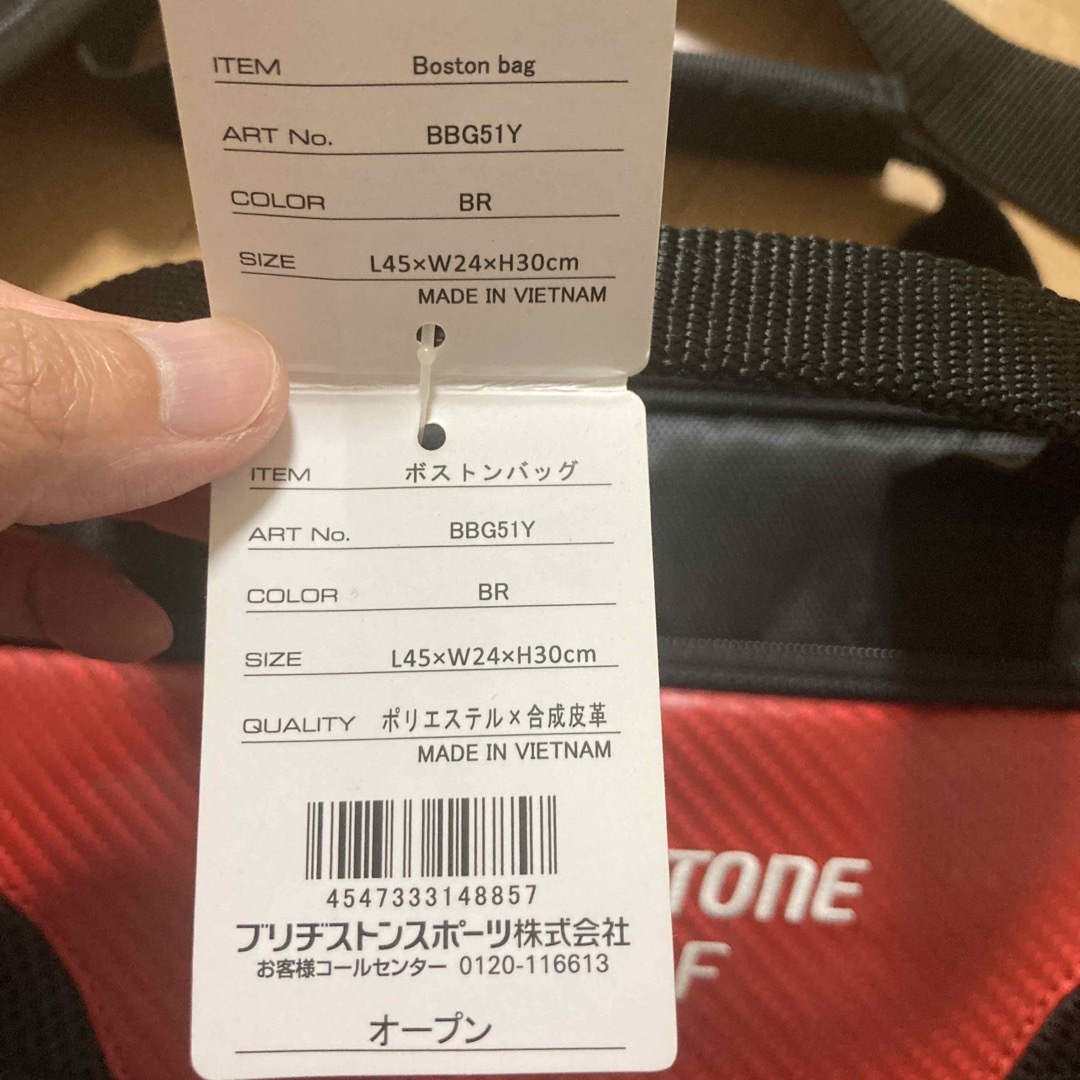 ITEM Boston bag
ART No. BBG51Y
COLOR BR
SIZE L45×W24×H30cm
MADE IN VIETNAM
ITEM ボストンバッグ
ART No. BBG51Y
COLOR BR
SIZE L45×W24×H30cm
QUALITY ポリエステル×合成皮革
MADE IN VIETNAM
4547333148857
ブリヂストンスポーツ株式会社
お客様コールセンター 0120-116613
オープン
TONE
F